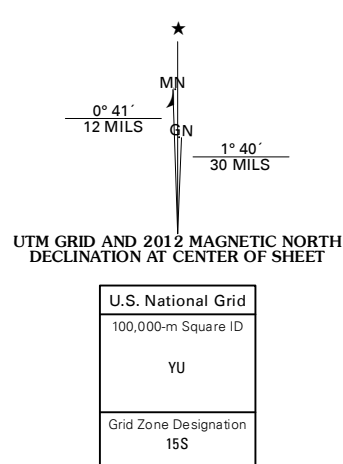 ★
MN
0° 41´
12 MILS
GN
1° 40´
30 MILS
UTM GRID AND 2012 MAGNETIC NORTH
DECLINATION AT CENTER OF SHEET
U.S. National Grid
100,000-m Square ID
YU
Grid Zone Designation
15S